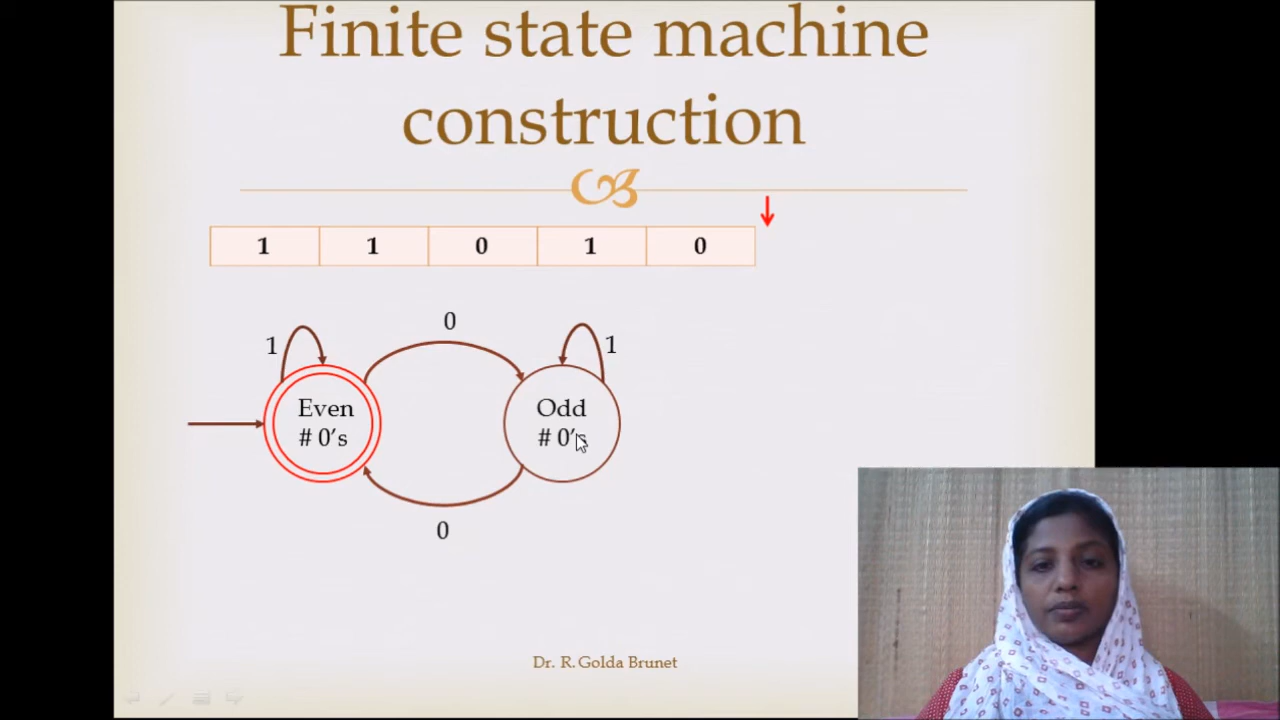 Finite state machine
construction
1 1 0 1 0
0
1
1
Even
# 0's
Odd
# 0's
0
Dr. R. Golda Brunet